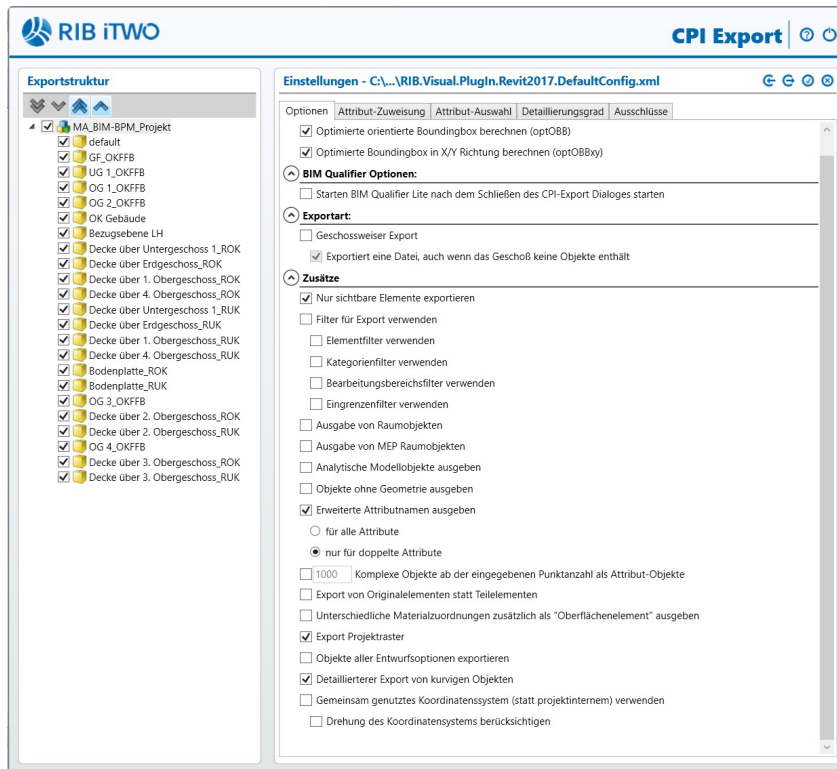 RIB iTWO
CPI Export
Exportstruktur
MA_BIM-BPM_Projekt
default
GF_OKFFB
UG 1_OKFFB
OG 1_OKFFB
OG 2_OKFFB
OK Gebäude
Bezugsebene LH
Decke über Untergeschoss 1_ROK
Decke über Erdgeschoss_ROK
Decke über 1. Obergeschoss_ROK
Decke über 4. Obergeschoss_ROK
Decke über Untergeschoss 1_RUK
Decke über Erdgeschoss_RUK
Decke über 1. Obergeschoss_RUK
Decke über 4. Obergeschoss_RUK
Bodenplatte_ROK
Bodenplatte_RUK
OG 3_OKFFB
Decke über 2. Obergeschoss_ROK
Decke über 2. Obergeschoss_RUK
OG 4_OKFFB
Decke über 3. Obergeschoss_ROK
Decke über 3. Obergeschoss_RUK
Einstellungen - C:\...\RIB.Visual.PlugIn.Revit2017.DefaultConfig.xml
Optionen Attribut-Zuweisung Attribut-Auswahl Detaillierungsgrad Ausschlüsse
Optimierte orientierte Boundingbox berechnen (optOBB)
Optimierte Boundingbox in X/Y Richtung berechnen (optOBBxy)
BIM Qualifier Optionen:
Starten BIM Qualifier Lite nach dem Schließen des CPI-Export Dialoges starten
Exportart:
Geschossweiser Export
Exportiert eine Datei, auch wenn das Geschoß keine Objekte enthält
Zusätze
Nur sichtbare Elemente exportieren
Filter für Export verwenden
Elementfilter verwenden
Kategorienfilter verwenden
Bearbeitungsbereichsfilter verwenden
Eingrenzenfilter verwenden
Ausgabe von Raumobjekten
Ausgabe von MEP Raumobjekten
Analytische Modellobjekte ausgeben
Objekte ohne Geometrie ausgeben
Erweiterte Attributnamen ausgeben
für alle Attribute
nur für doppelte Attribute
1000 Komplexe Objekte ab der eingegebenen Punktanzahl als Attribut-Objekte
Export von Originalelementen statt Teilelementen
Unterschiedliche Materialzuordnungen zusätzlich als "Oberflächenelement" ausgeben
Export Projektraster
Objekte aller Entwurfsoptionen exportieren
Detaillierterer Export von kurvigen Objekten
Gemeinsam genutztes Koordinatenssystem (statt projektinternem) verwenden
Drehung des Koordinatensystems berücksichtigen